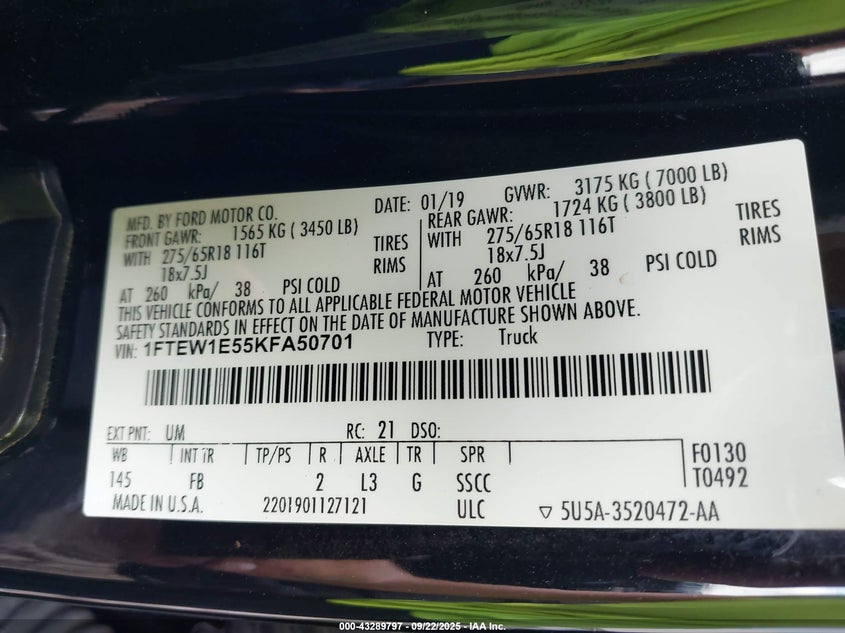 MFD. BY FORD MOTOR CO.
DATE: 01/19 GVWR: 3175 KG ( 7000 LB)
FRONT GAWR: 1565 KG ( 3450 LB)
REAR GAWR: 1724 KG ( 3800 LB)
WITH 275/65R18 116T TIRES
WITH 275/65R18 116T TIRES
18x7.5J RIMS
18x7.5J RIMS
AT 260 kPa/ 38 PSI COLD
AT 260 kPa/ 38 PSI COLD
THIS VEHICLE CONFORMS TO ALL APPLICABLE FEDERAL MOTOR VEHICLE
SAFETY STANDARDS IN EFFECT ON THE DATE OF MANUFACTURE SHOWN ABOVE.
VIN: 1FTEW1E55KFA50701 TYPE: Truck
EXT PNT: UM RC: 21 DSO:
WB INT TR TP/PS R AXLE TR SPR
145 FB 2 L3 G SSCC
F0130
T0492
MADE IN U.S.A. 2201901127121 ULC ▽ 5U5A-3520472-AA
000-43289797 - 09/22/2025 - IAA Inc.